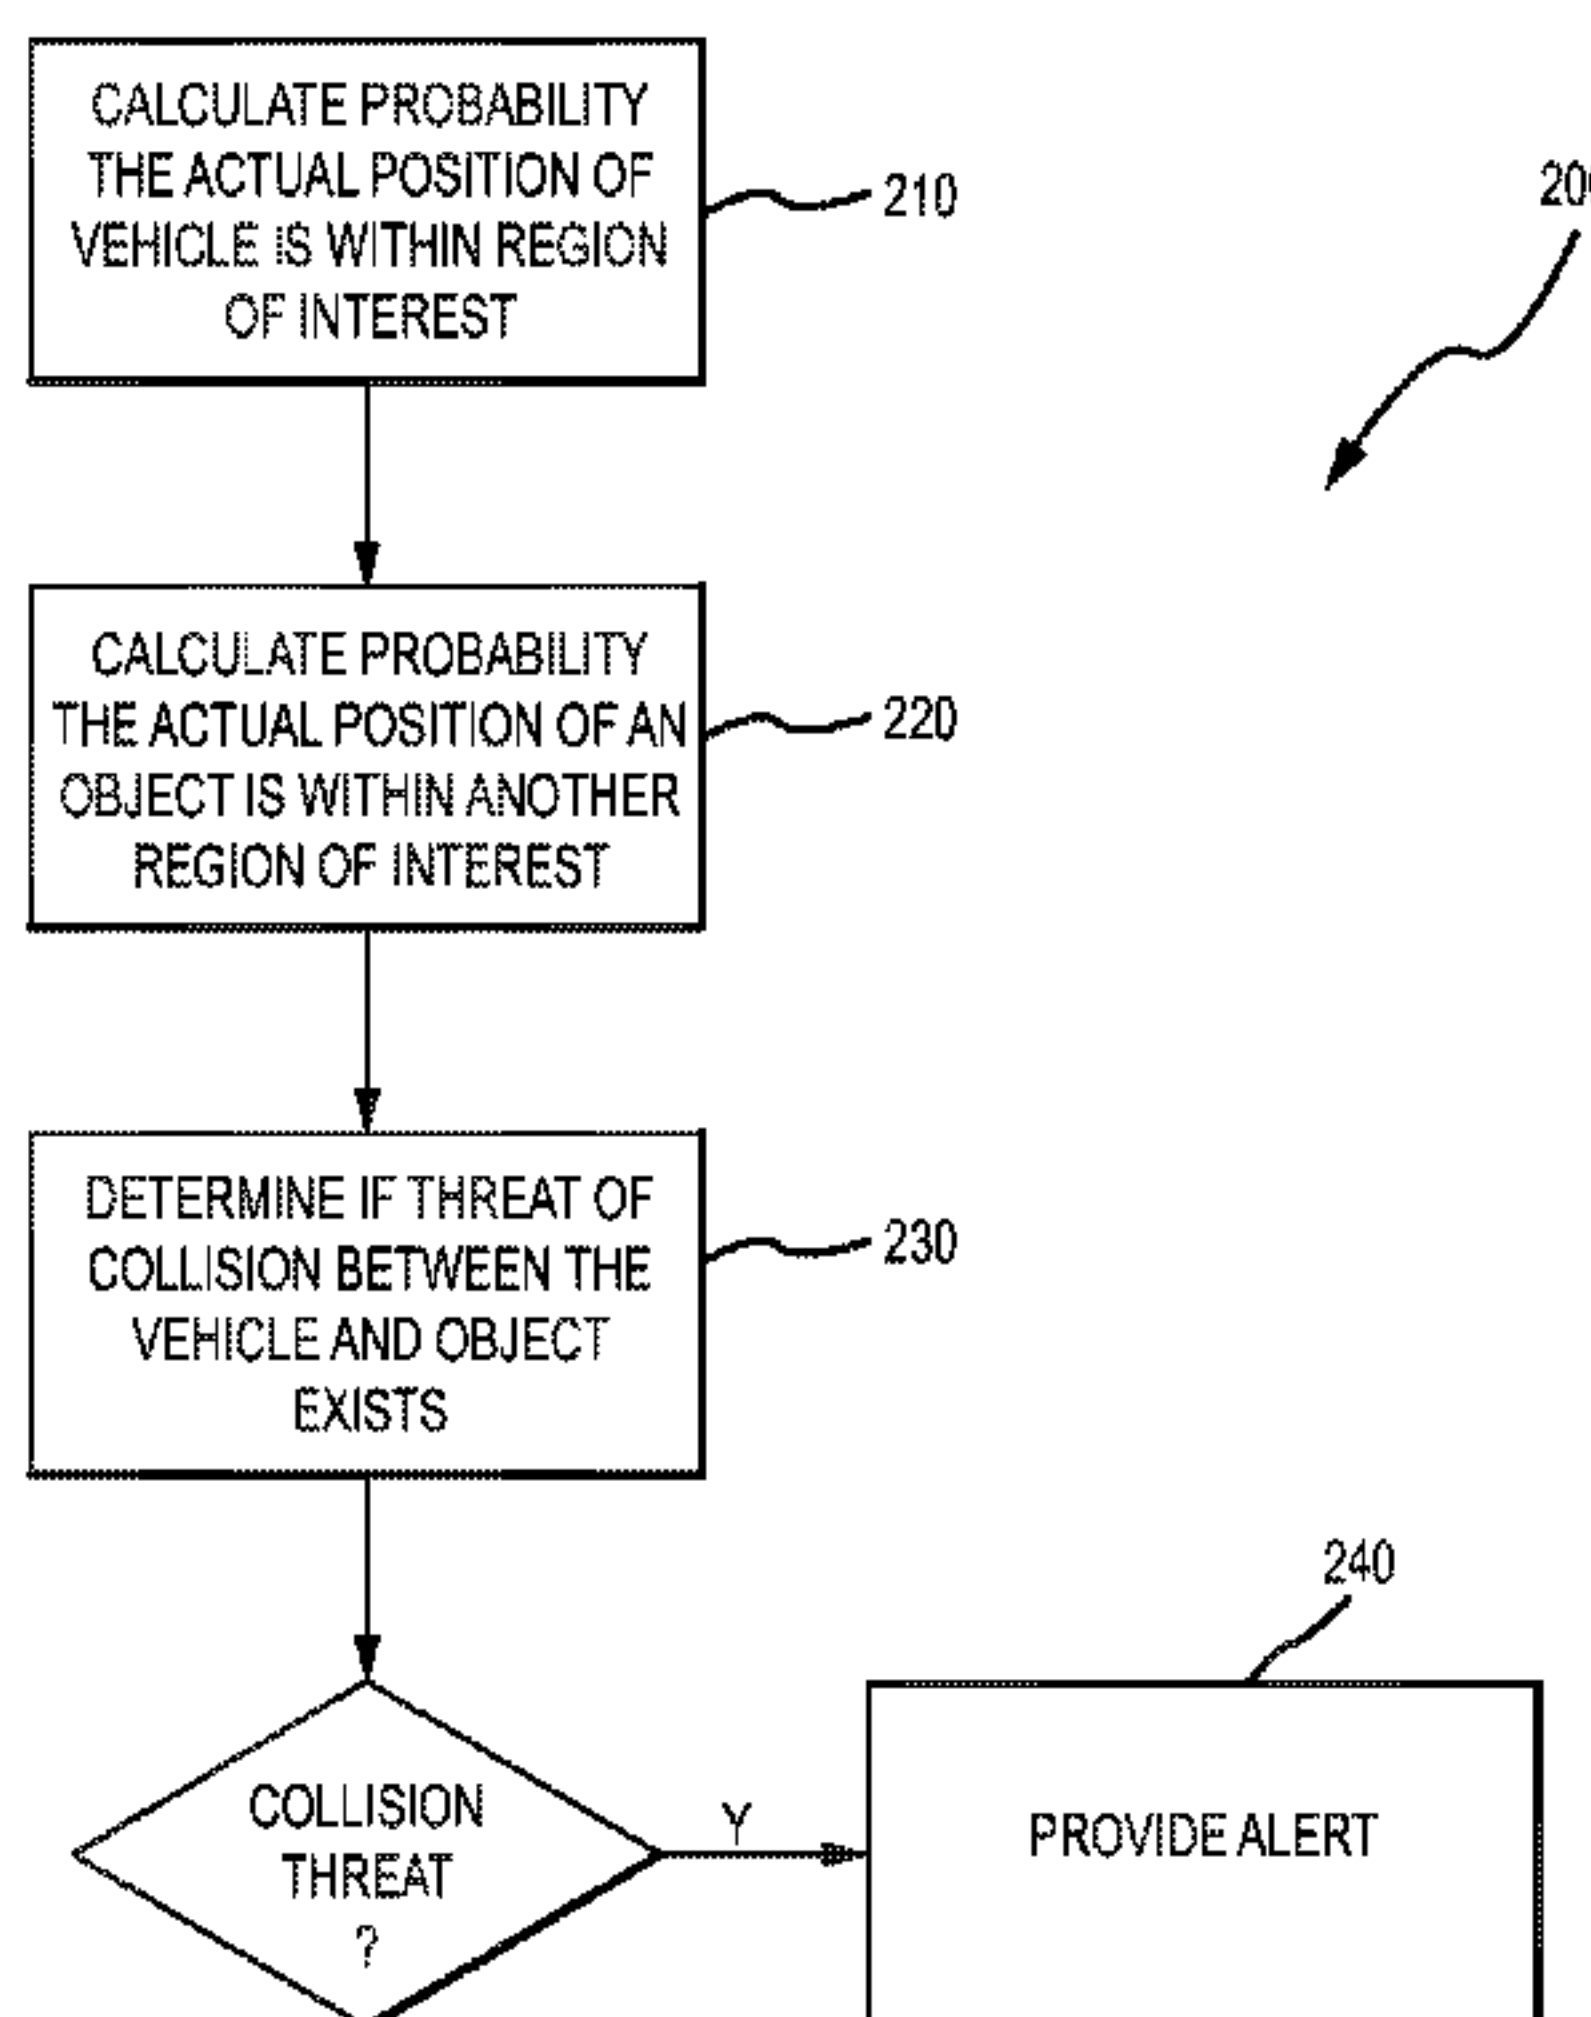 CALCULATE PROBABILITY
THE ACTUAL POSITION OF
VEHICLE IS WITHIN REGION
OF INTEREST
210
CALCULATE PROBABILITY
THE ACTUAL POSITION OF AN
OBJECT IS WITHIN ANOTHER
REGION OF INTEREST
220
DETERMINE IF THREAT OF
COLLISION BETWEEN THE
VEHICLE AND OBJECT
EXISTS
230
240
COLLISION
THREAT
?
Y
PROVIDE ALERT